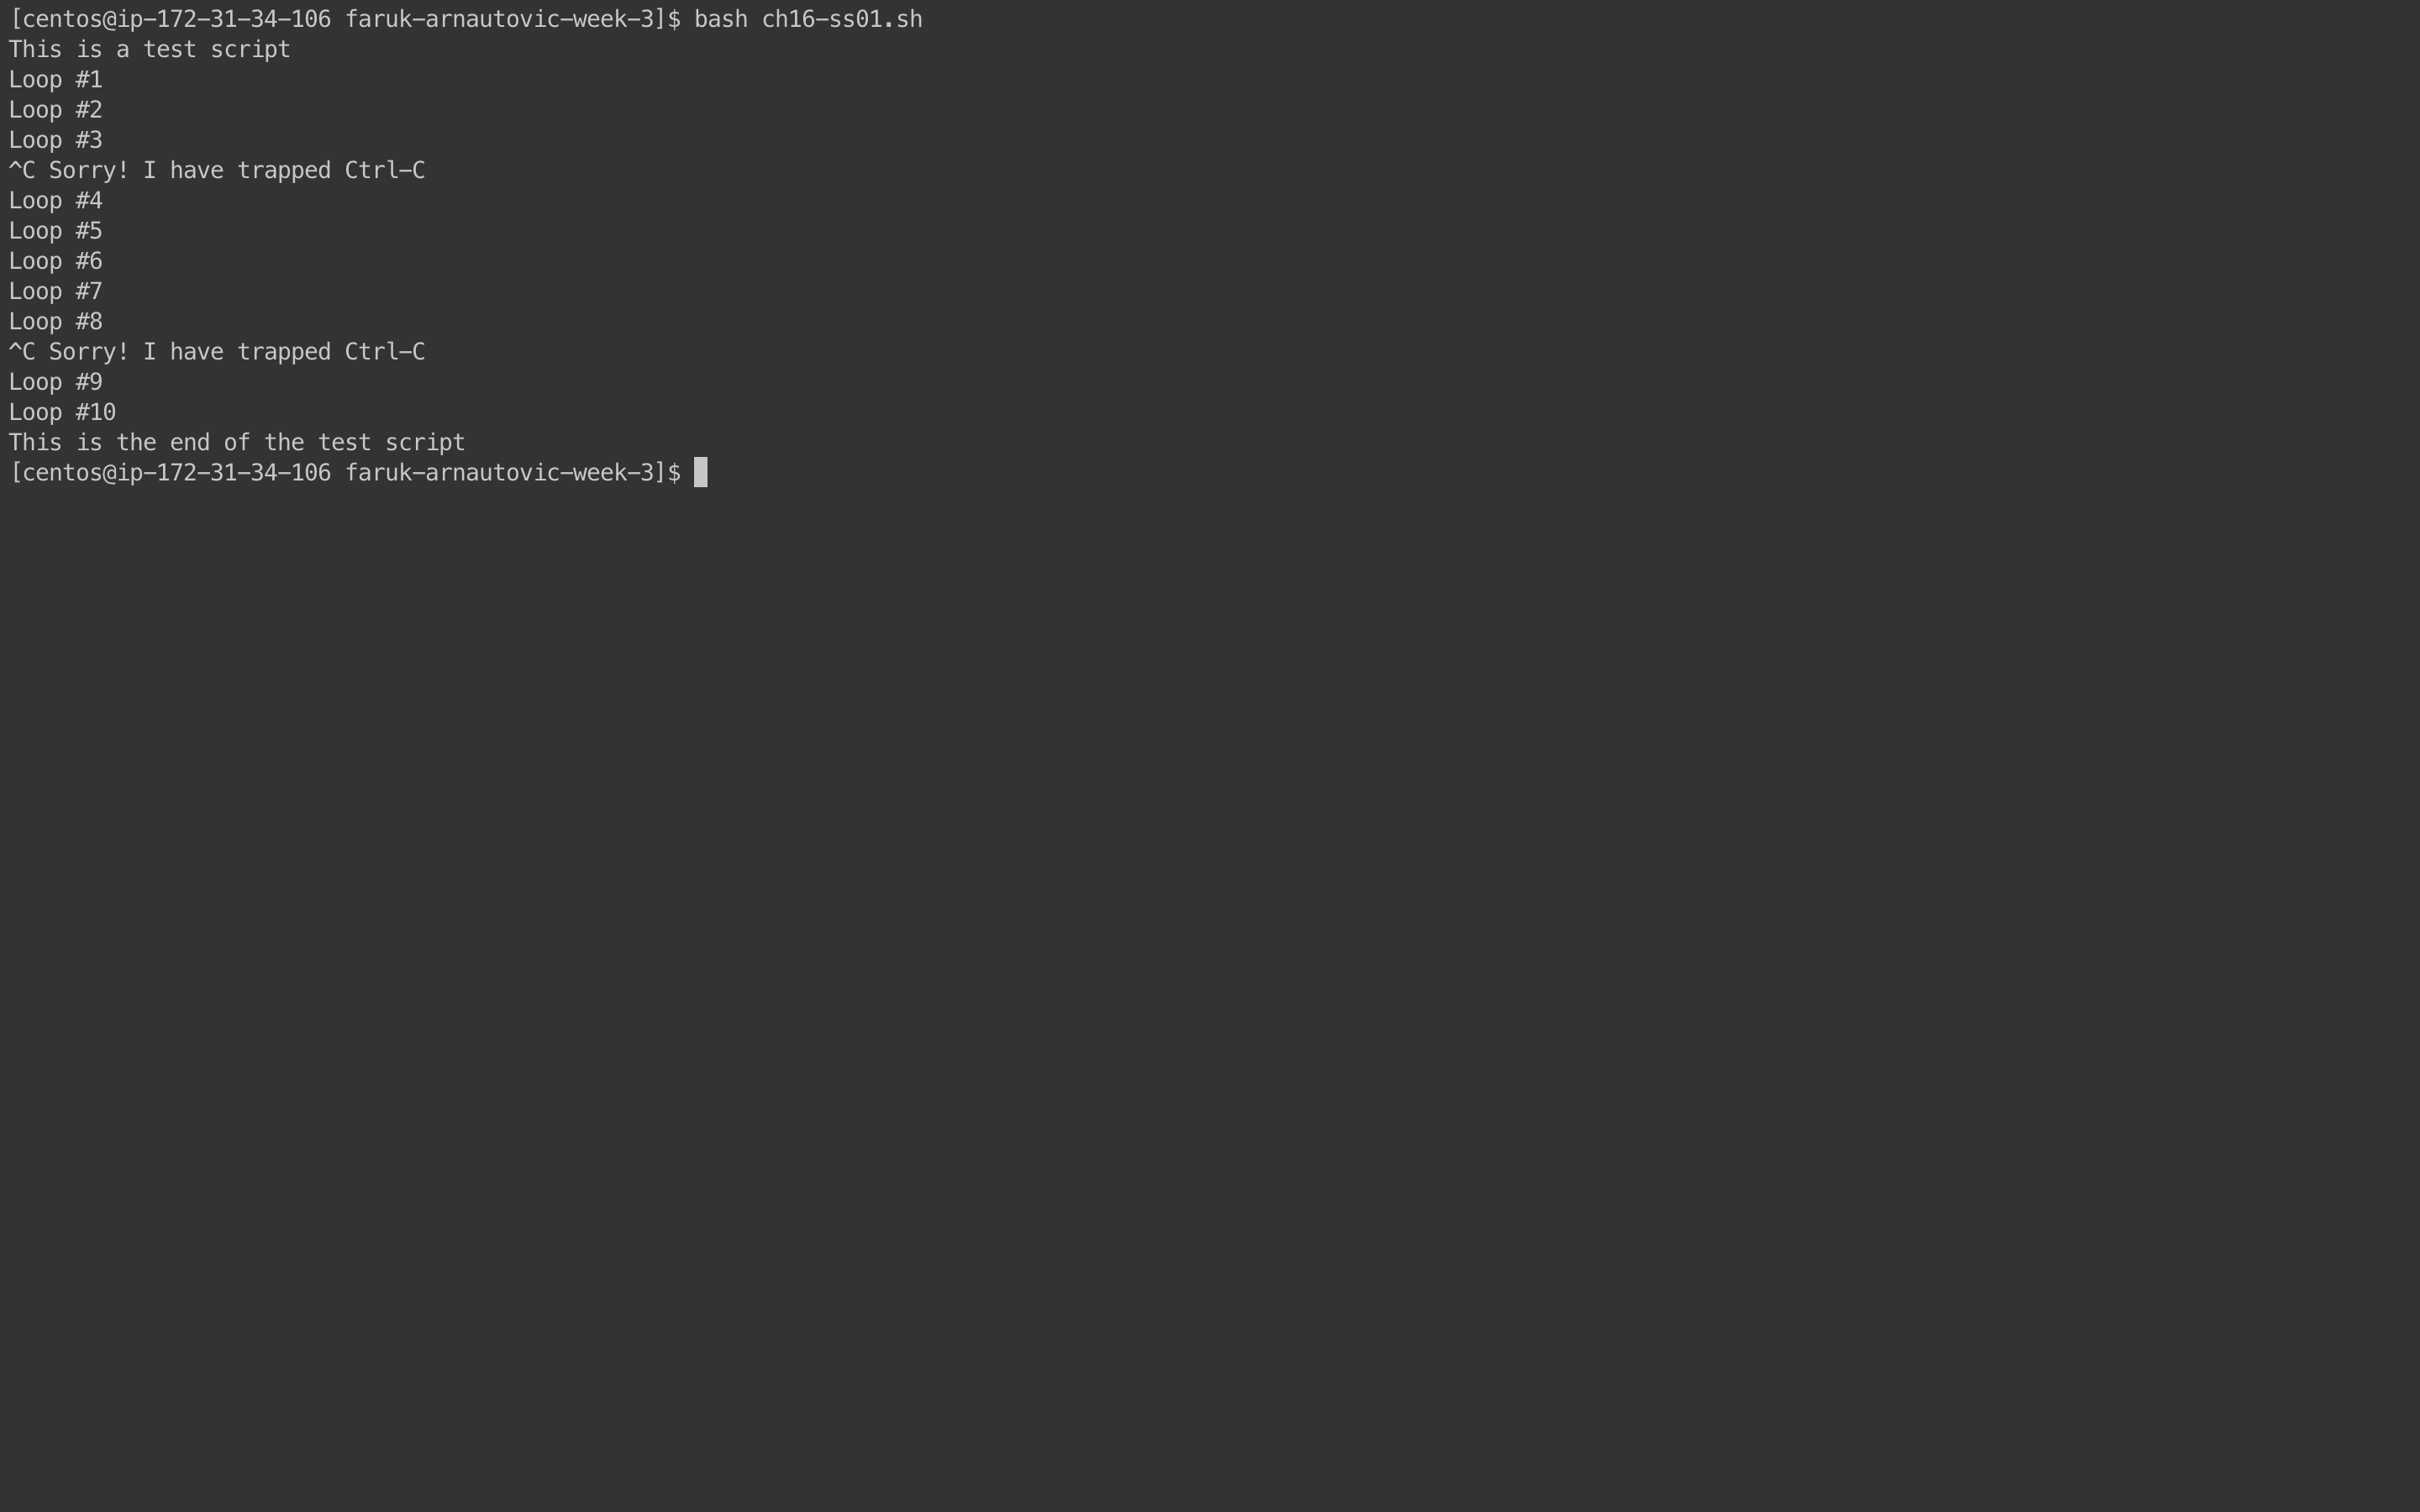 [centos@ip-172-31-34-106 faruk-arnautovic-week-3]$ bash ch16-ss01.sh
This is a test script
Loop #1
Loop #2
Loop #3
^C Sorry! I have trapped Ctrl-C
Loop #4
Loop #5
Loop #6
Loop #7
Loop #8
^C Sorry! I have trapped Ctrl-C
Loop #9
Loop #10
This is the end of the test script
[centos@ip-172-31-34-106 faruk-arnautovic-week-3]$